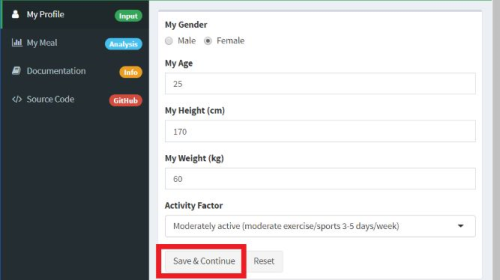 My Profile Input
My Meal Analysis
Documentation Info
Source Code GitHub
My Gender
Male Female
My Age
25
My Height (cm)
170
My Weight (kg)
60
Activity Factor
Moderately active (moderate exercise/sports 3-5 days/week)
Save & Continue Reset